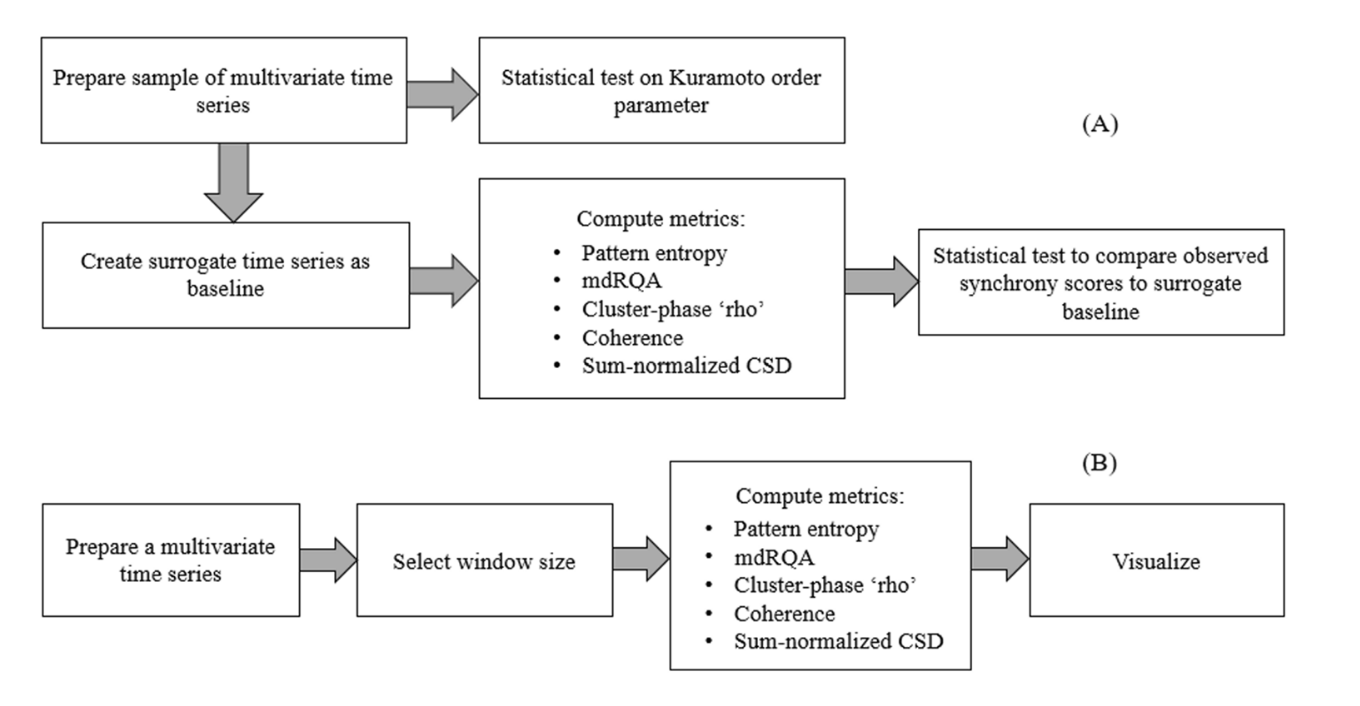 Prepare sample of multivariate time
series
Statistical test on Kuramoto order
parameter
(A)
Create surrogate time series as
baseline
Compute metrics:
• Pattern entropy
• mdRQA
• Cluster-phase ‘rho’
• Coherence
• Sum-normalized CSD
Statistical test to compare observed
synchrony scores to surrogate
baseline
(B)
Prepare a multivariate
time series
Select window size
Compute metrics:
• Pattern entropy
• mdRQA
• Cluster-phase ‘rho’
• Coherence
• Sum-normalized CSD
Visualize